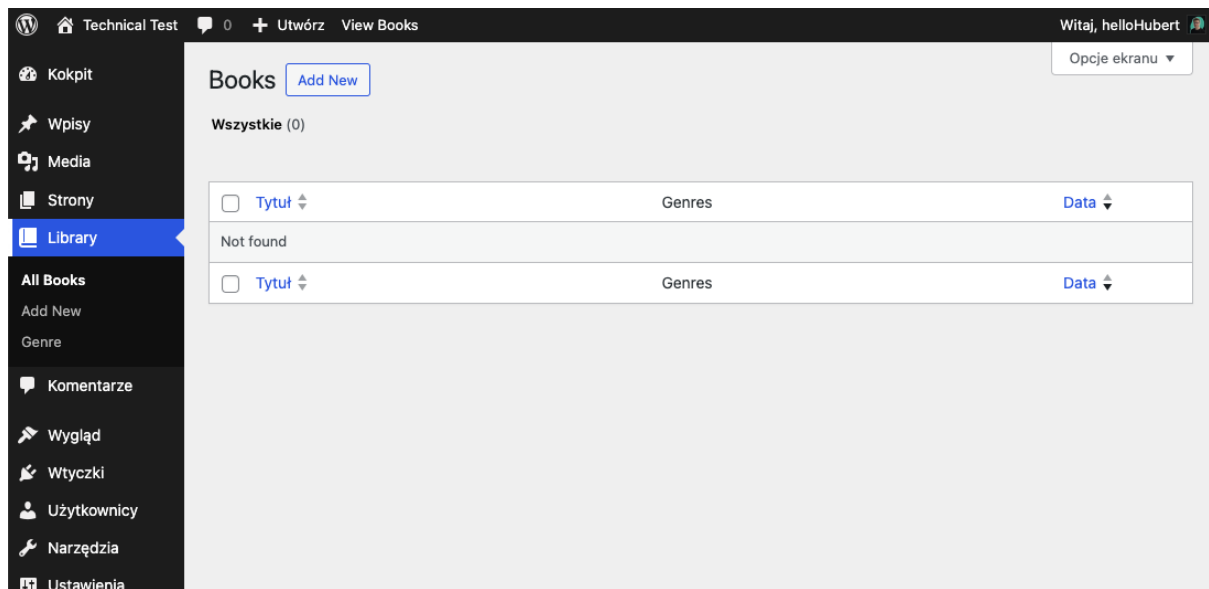 Technical Test 0 Utwórz View Books Witaj, helloHubert
Opcje ekranu
Kokpit
Wpisy
Media
Strony
Library
All Books
Add New
Genre
Komentarze
Wygląd
Wtyczki
Użytkownicy
Narzędzia
Ustawienia
Books Add New
Wszystkie (0)
Tytuł Genres Data
Not found
Tytuł Genres Data